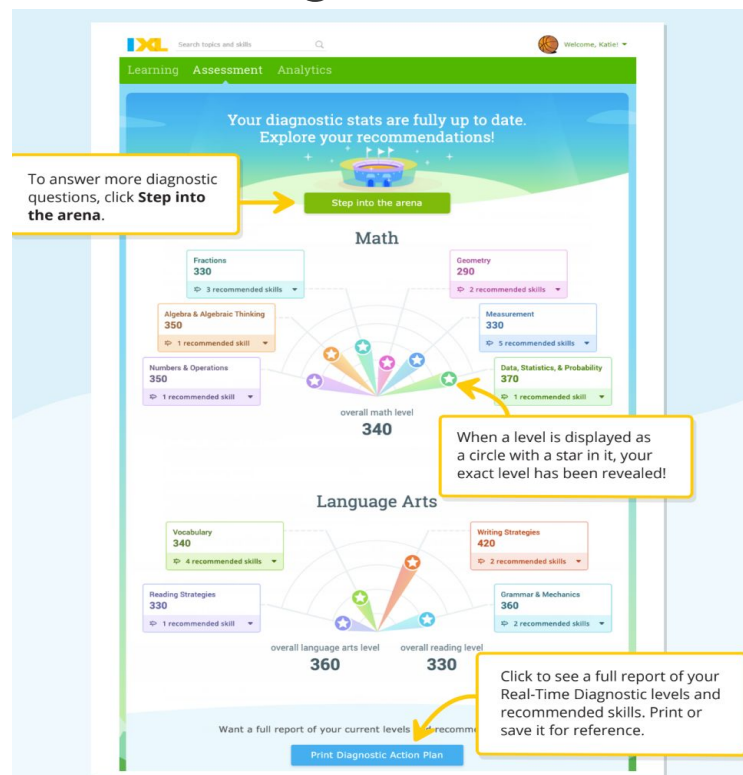 IXL
Search topics and skills
Welcome, Katie!
Learning Assessment Analytics
Your diagnostic stats are fully up to date.
Explore your recommendations!
To answer more diagnostic
questions, click Step into
the arena.
Step into the arena
Math
Fractions
330
3 recommended skills
Geometry
290
2 recommended skills
Algebra & Algebraic Thinking
350
1 recommended skill
Measurement
330
5 recommended skills
Numbers & Operations
350
1 recommended skill
Data, Statistics, & Probability
370
1 recommended skill
overall math level
340
When a level is displayed as
a circle with a star in it, your
exact level has been revealed!
Language Arts
Vocabulary
340
4 recommended skills
Writing Strategies
420
2 recommended skills
Reading Strategies
330
1 recommended skill
Grammar & Mechanics
360
2 recommended skills
overall language arts level
360
overall reading level
330
Click to see a full report of your
Real-Time Diagnostic levels and
recommended skills. Print or
save it for reference.
Want a full report of your current levels
Print Diagnostic Action Plan